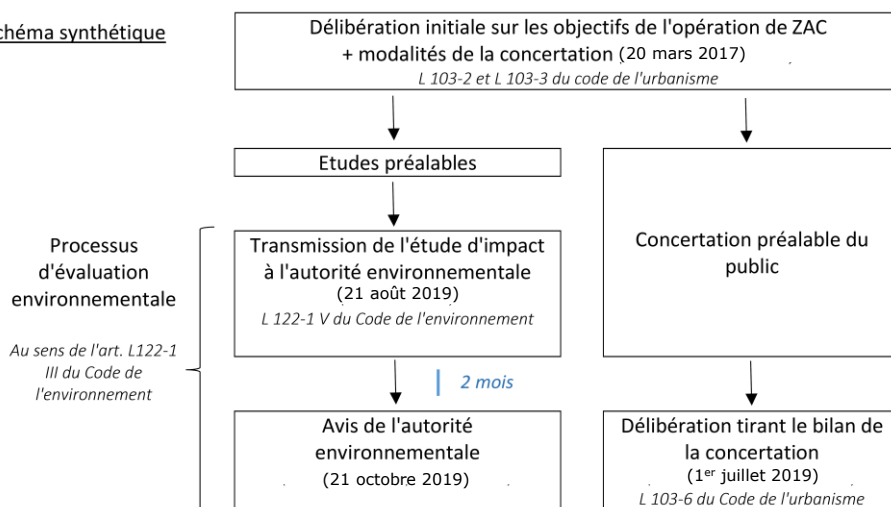 chéma synthétique
Délibération initiale sur les objectifs de l'opération de ZAC
+ modalités de la concertation (20 mars 2017)
L 103-2 et L 103-3 du code de l'urbanisme
Etudes préalables
Processus
d'évaluation
environnementale
Au sens de l'art. L122-1
III du Code de
l'environnement
Transmission de l'étude d'impact
à l'autorité environnementale
(21 août 2019)
L 122-1 V du Code de l'environnement
Concertation préalable du
public
2 mois
Avis de l'autorité
environnementale
(21 octobre 2019)
Délibération tirant le bilan de
la concertation
(1er juillet 2019)
L 103-6 du Code de l'urbanisme